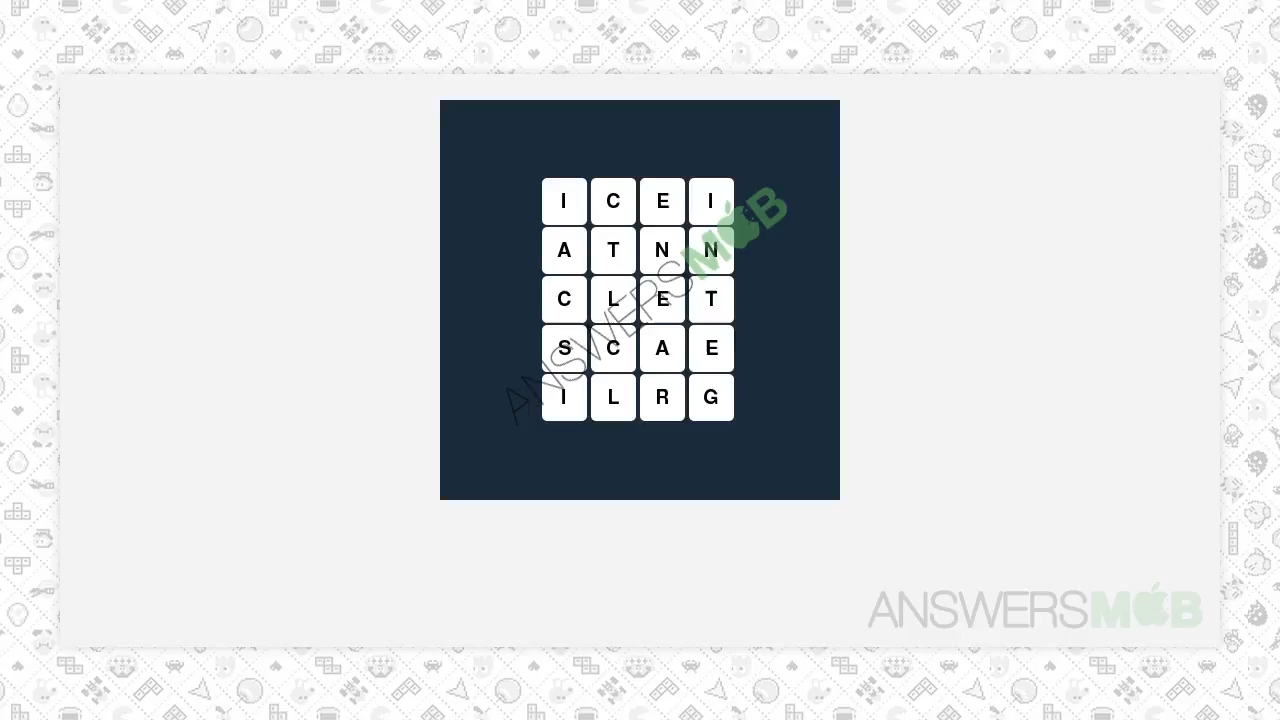 I C E I
A T N N
C L E T
S C A E
I L R G
ANSWERSMOB
ANSWERSMOB